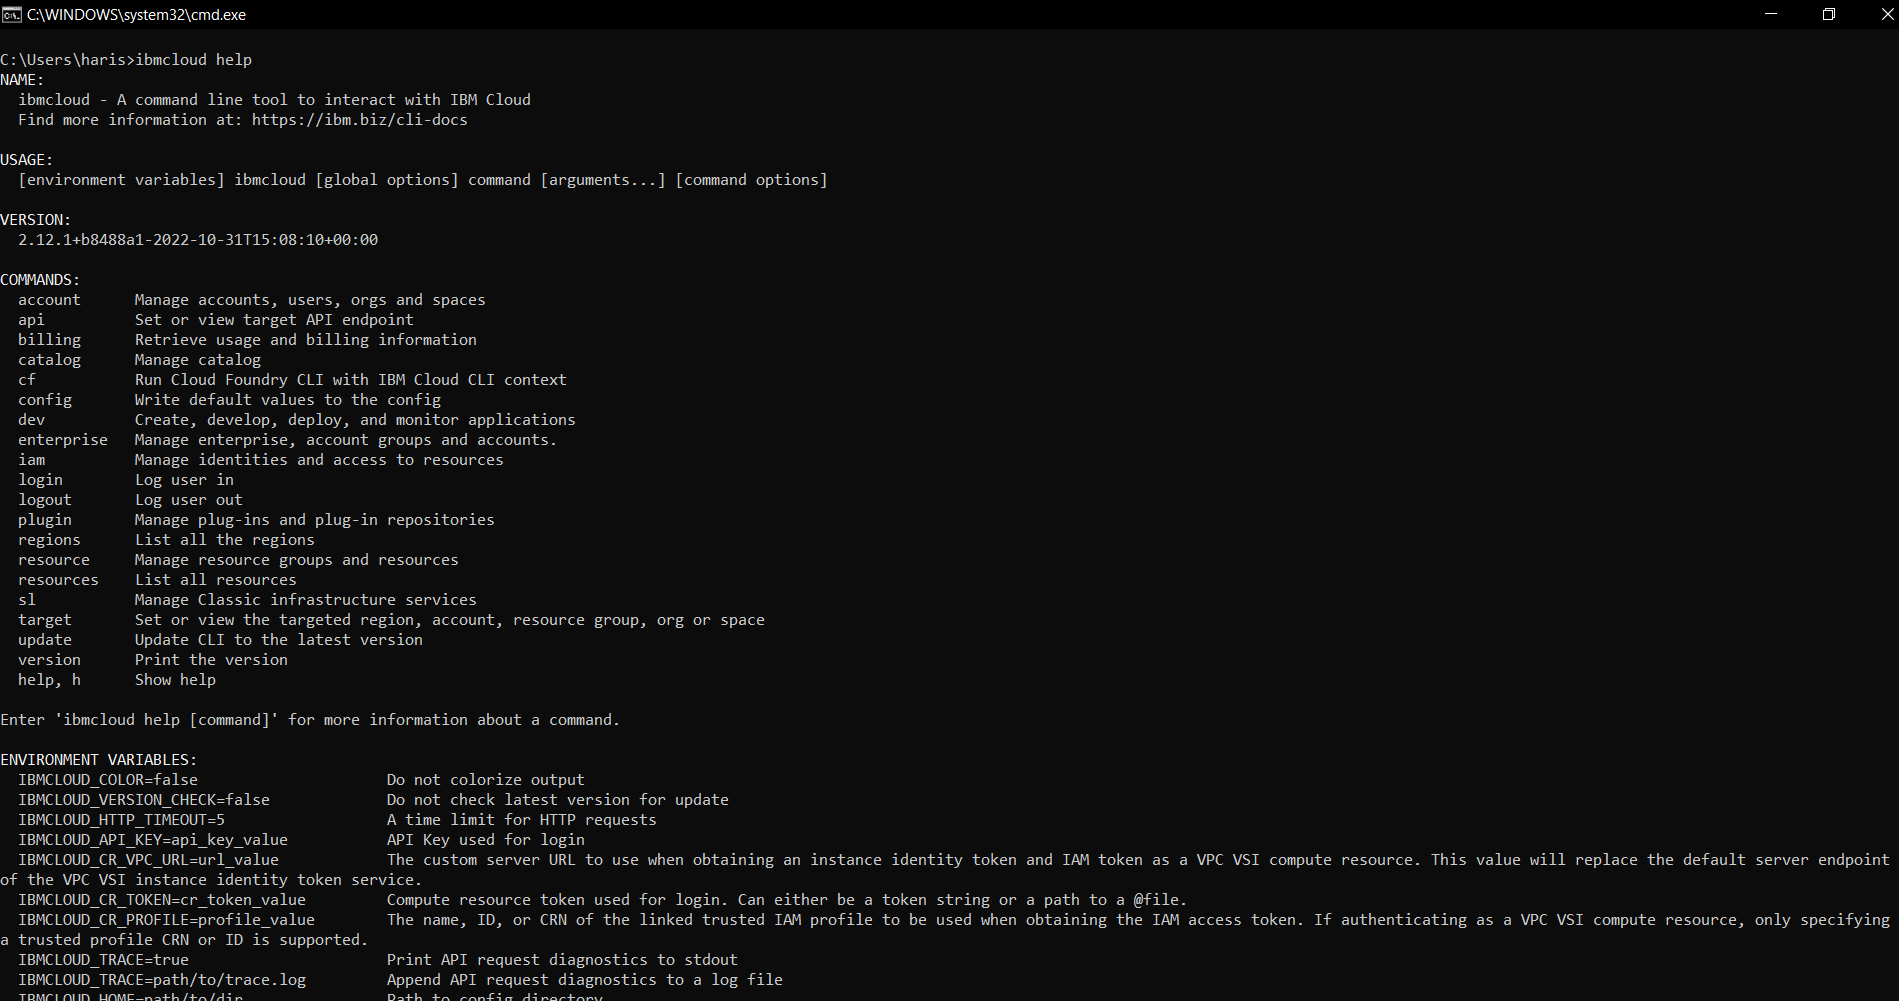 C:\WINDOWS\system32\cmd.exe
C:\Users\haris>ibmcloud help
NAME:
  ibmcloud - A command line tool to interact with IBM Cloud
  Find more information at: https://ibm.biz/cli-docs
USAGE:
  [environment variables] ibmcloud [global options] command [arguments...] [command options]
VERSION:
  2.12.1+b8488a1-2022-10-31T15:08:10+00:00
COMMANDS:
  account      Manage accounts, users, orgs and spaces
  api          Set or view target API endpoint
  billing      Retrieve usage and billing information
  catalog      Manage catalog
  cf           Run Cloud Foundry CLI with IBM Cloud CLI context
  config       Write default values to the config
  dev          Create, develop, deploy, and monitor applications
  enterprise   Manage enterprise, account groups and accounts.
  iam          Manage identities and access to resources
  login        Log user in
  logout       Log user out
  plugin       Manage plug-ins and plug-in repositories
  regions      List all the regions
  resource     Manage resource groups and resources
  resources    List all resources
  sl           Manage Classic infrastructure services
  target       Set or view the targeted region, account, resource group, org or space
  update       Update CLI to the latest version
  version      Print the version
  help, h      Show help
Enter 'ibmcloud help [command]' for more information about a command.
ENVIRONMENT VARIABLES:
  IBMCLOUD_COLOR=false                     Do not colorize output
  IBMCLOUD_VERSION_CHECK=false             Do not check latest version for update
  IBMCLOUD_HTTP_TIMEOUT=5                  A time limit for HTTP requests
  IBMCLOUD_API_KEY=api_key_value           API Key used for login
  IBMCLOUD_CR_VPC_URL=url_value            The custom server URL to use when obtaining an instance identity token and IAM token as a VPC VSI compute resource. This value will replace the default server endpoint
of the VPC VSI instance identity token service.
  IBMCLOUD_CR_TOKEN=cr_token_value         Compute resource token used for login. Can either be a token string or a path to a @file.
  IBMCLOUD_CR_PROFILE=profile_value        The name, ID, or CRN of the linked trusted IAM profile to be used when obtaining the IAM access token. If authenticating as a VPC VSI compute resource, only specifying
a trusted profile CRN or ID is supported.
  IBMCLOUD_TRACE=true                      Print API request diagnostics to stdout
  IBMCLOUD_TRACE=path/to/trace.log         Append API request diagnostics to a log file
  IBMCLOUD_HOME=path/to/dir                Path to config directory